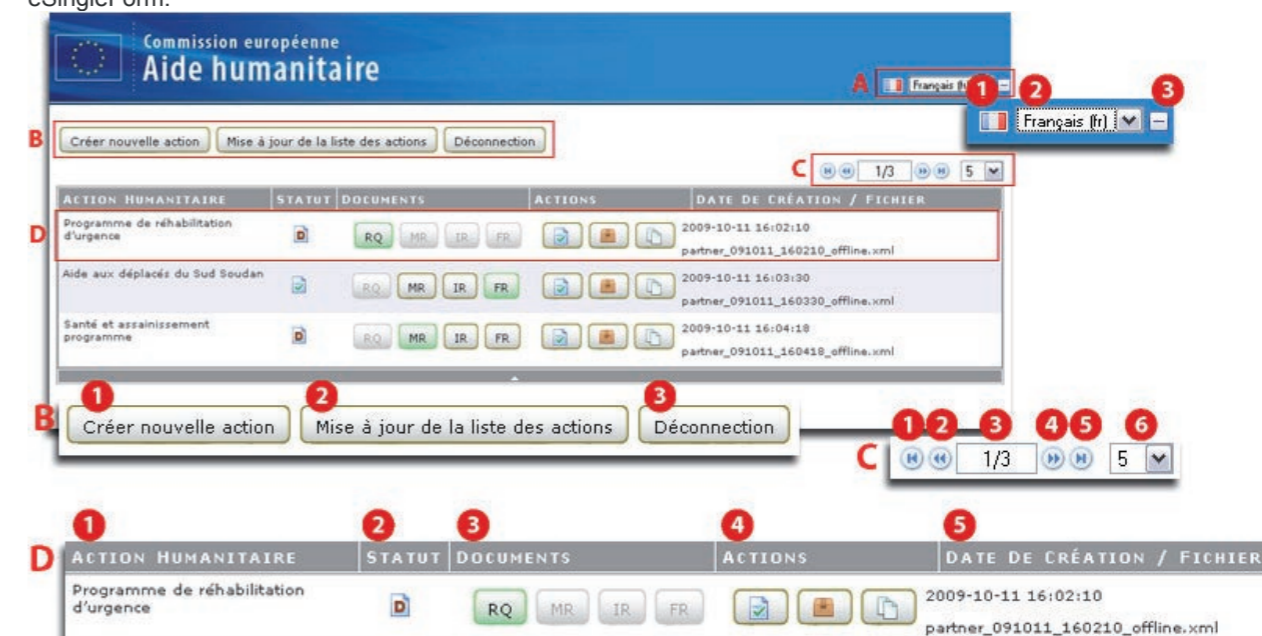 eSingleForm.
Commission européenne
Aide humanitaire
A Français (fr)
1 2 3
Français (fr)
B Créer nouvelle action Mise à jour de la liste des actions Déconnection
C 1/3 5
ACTION HUMANITAIRE STATUT DOCUMENTS ACTIONS DATE DE CRÉATION / FICHIER
D Programme de réhabilitation
d'urgence
D RQ MR IR FR
2009-10-11 16:02:10
partner_091011_160210_offline.xml
Aide aux déplacés du Sud Soudan
RQ MR IR FR
2009-10-11 16:03:30
partner_091011_160330_offline.xml
Santé et assainissement
programme
D RQ MR IR FR
2009-10-11 16:04:18
partner_091011_160418_offline.xml
1 2 3
B Créer nouvelle action Mise à jour de la liste des actions Déconnection
1 2 3 4 5 6
C 1/3 5
1 2 3 4 5
D ACTION HUMANITAIRE STATUT DOCUMENTS ACTIONS DATE DE CRÉATION / FICHIER
Programme de réhabilitation
d'urgence
D RQ MR IR FR
2009-10-11 16:02:10
partner_091011_160210_offline.xml